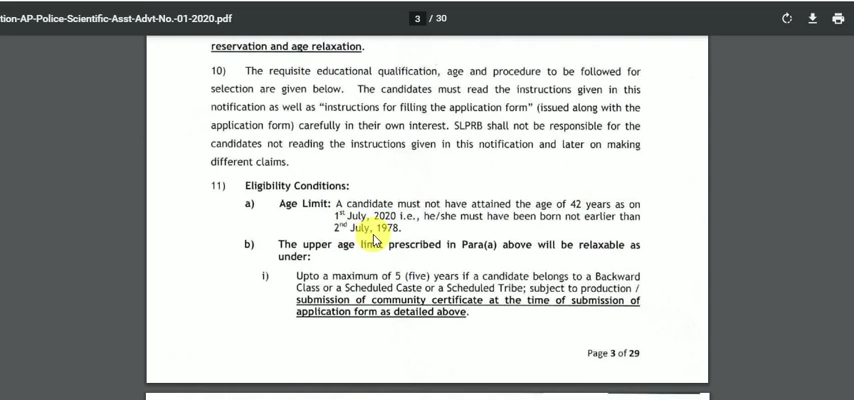 tion-AP-Police-Scientific-Asst-Advt-No.-01-2020.pdf
3 / 30
reservation and age relaxation.
10) The requisite educational qualification, age and procedure to be followed for
selection are given below. The candidates must read the instructions given in this
notification as well as “instructions for filling the application form” (issued along with the
application form) carefully in their own interest. SLPRB shall not be responsible for the
candidates not reading the instructions given in this notification and later on making
different claims.
11) Eligibility Conditions:
a) Age Limit: A candidate must not have attained the age of 42 years as on
1st July, 2020 i.e., he/she must have been born not earlier than
2nd July, 1978.
b) The upper age limit prescribed in Para(a) above will be relaxable as
under:
i) Upto a maximum of 5 (five) years if a candidate belongs to a Backward
Class or a Scheduled Caste or a Scheduled Tribe; subject to production /
submission of community certificate at the time of submission of
application form as detailed above.
Page 3 of 29